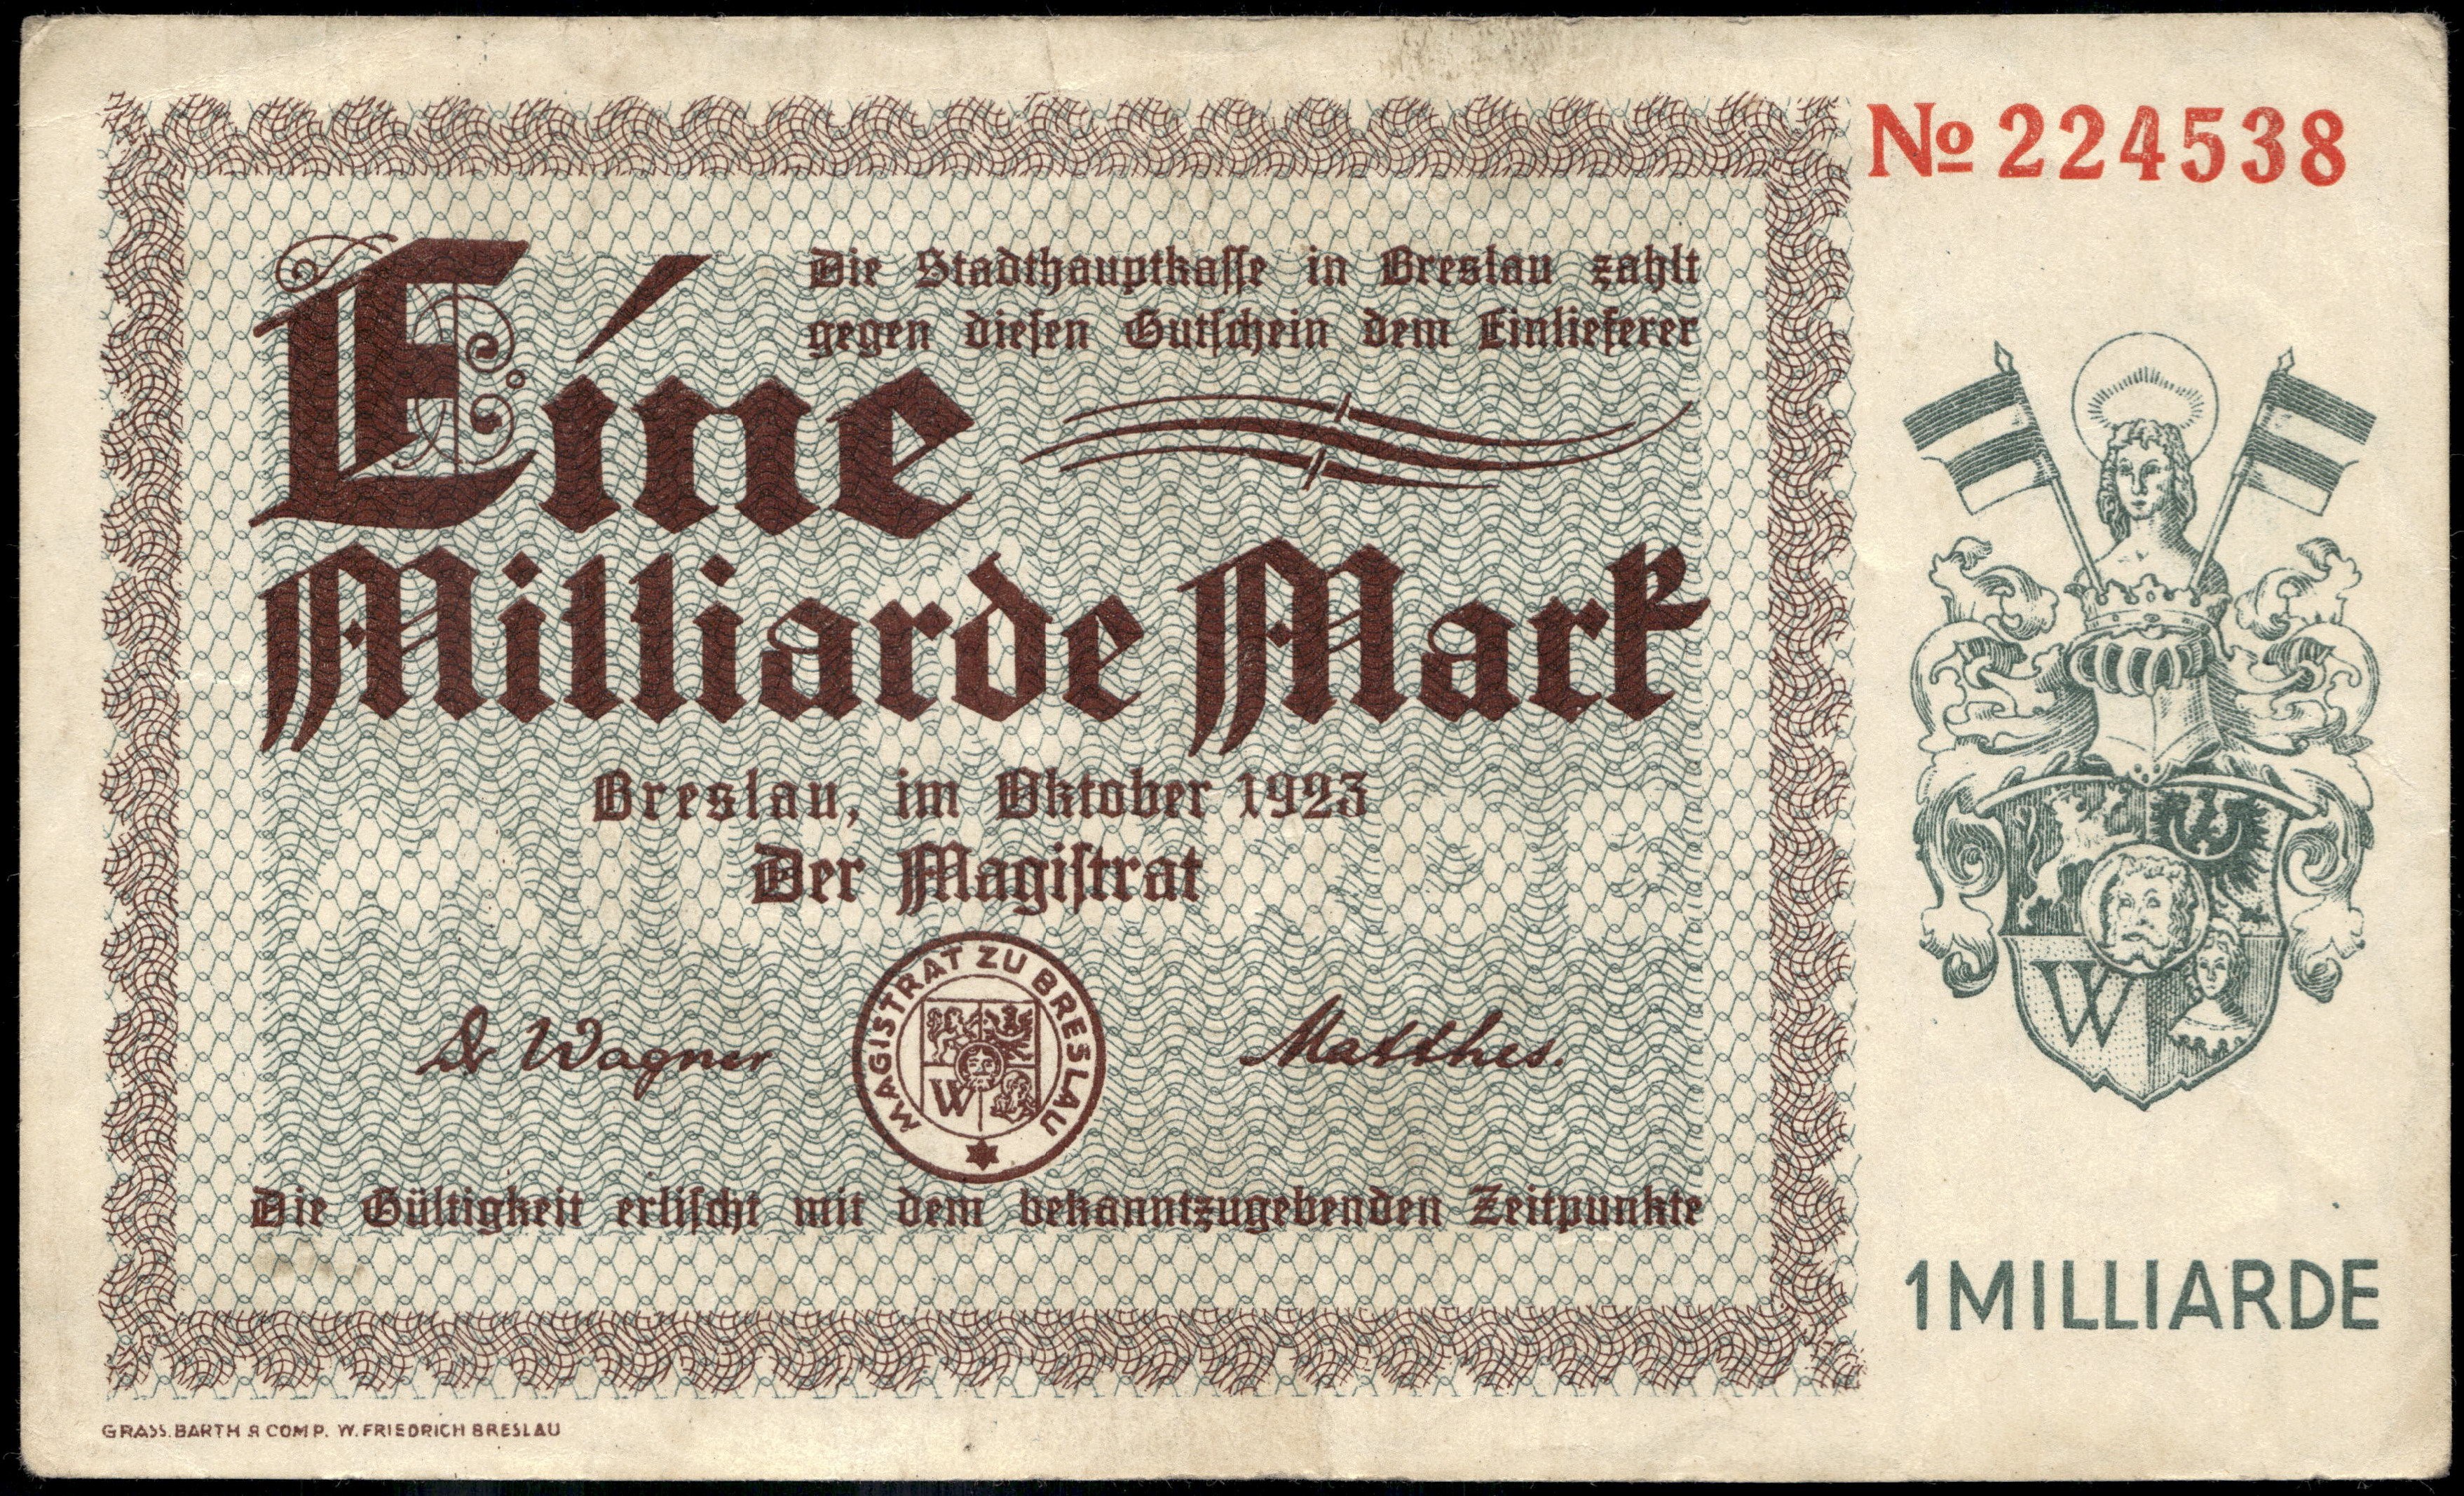 № 224538
Die Stadthauptkasse in Breslau zahlt
gegen diesen Gutschein dem Einlieferer
Eine
Milliarde Mark
Breslau, im Oktober 1923
Der Magistrat
Dr Wagner
MAGISTRAT ZU BRESLAU
W
Matthes.
W
Die Gültigkeit erlischt mit dem bekanntzugebenden Zeitpunkte
1 MILLIARDE
GRASS. BARTH & COMP. W. FRIEDRICH BRESLAU